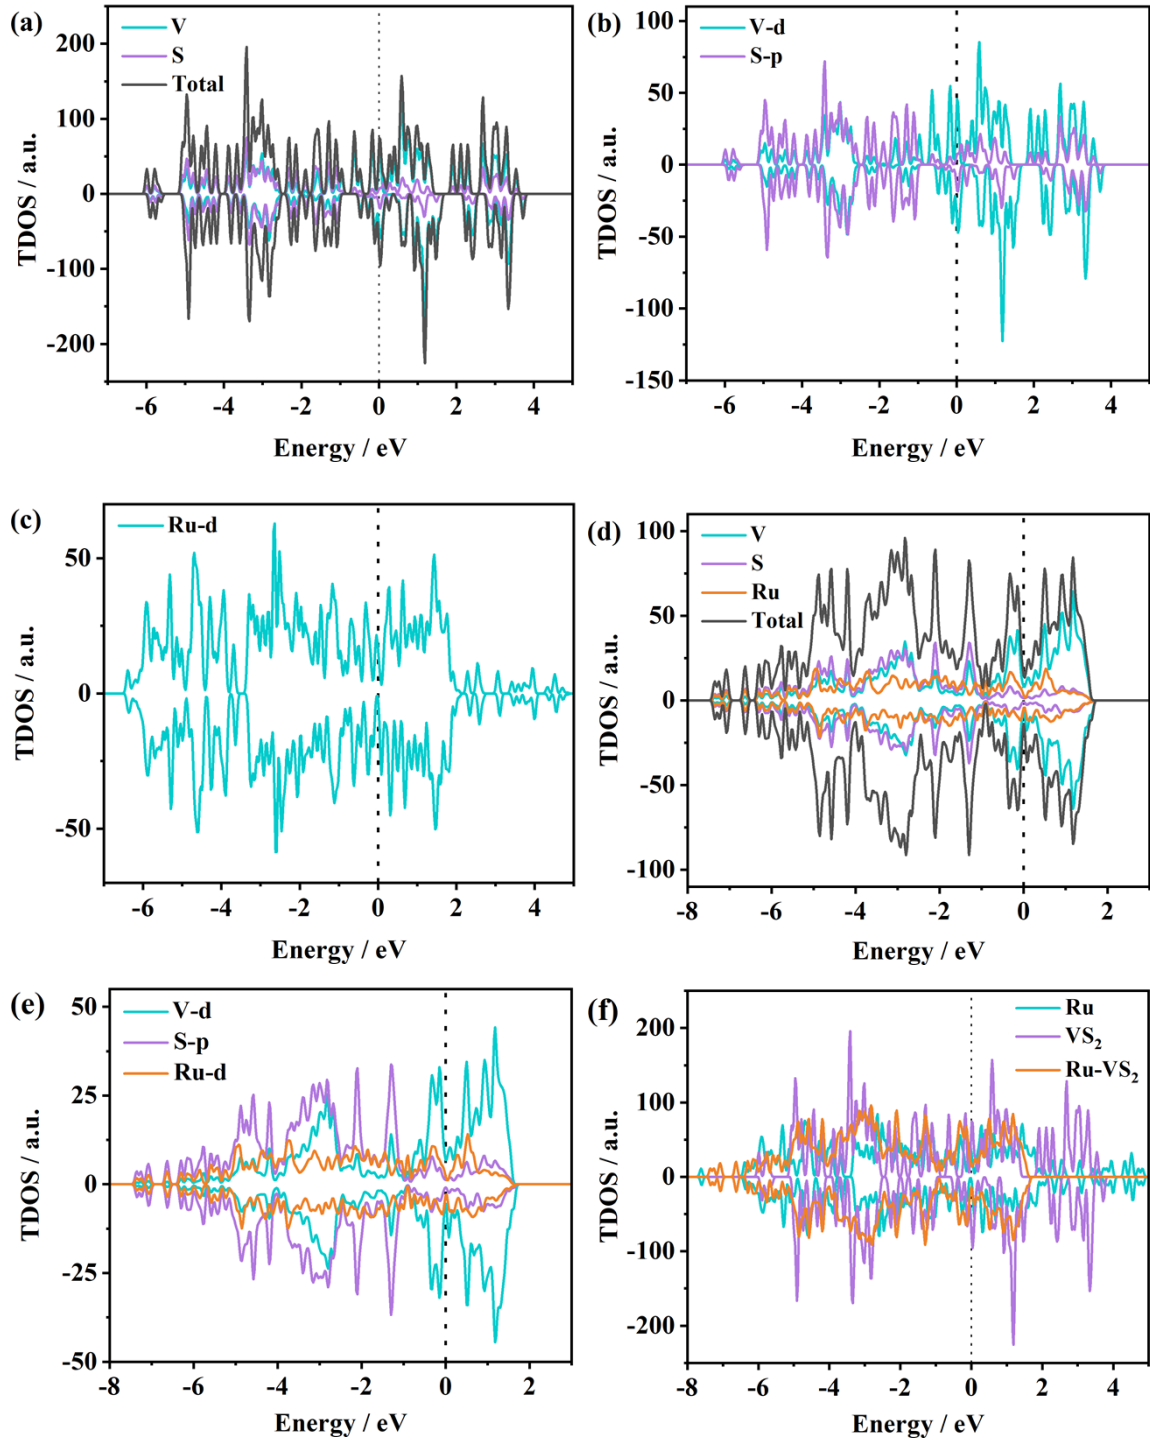 (a)
V
S
Total
200
100
0
-100
-200
TDOS / a.u.
-6 -4 -2 0 2 4
Energy / eV
(b)
V-d
S-p
100
50
0
-50
-100
-150
TDOS / a.u.
-6 -4 -2 0 2 4
Energy / eV
(c)
Ru-d
50
0
-50
TDOS / a.u.
-6 -4 -2 0 2 4
Energy / eV
(d)
V
S
Ru
Total
100
50
0
-50
-100
TDOS / a.u.
-8 -6 -4 -2 0 2
Energy / eV
(e)
V-d
S-p
Ru-d
50
25
0
-25
-50
TDOS / a.u.
-8 -6 -4 -2 0 2
Energy / eV
(f)
Ru
VS₂
Ru-VS₂
200
100
0
-100
-200
TDOS / a.u.
-8 -6 -4 -2 0 2 4
Energy / eV